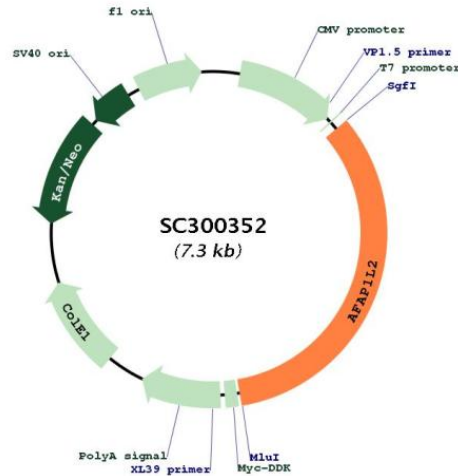 f1 ori
CMV promoter
SV40 ori
VP1.5 primer
T7 promoter
SgfI
Kan/Neo
SC300352
(7.3 kb)
AFAP1L2
ColE1
PolyA signal
MluI
XL39 primer
Myc-DDK